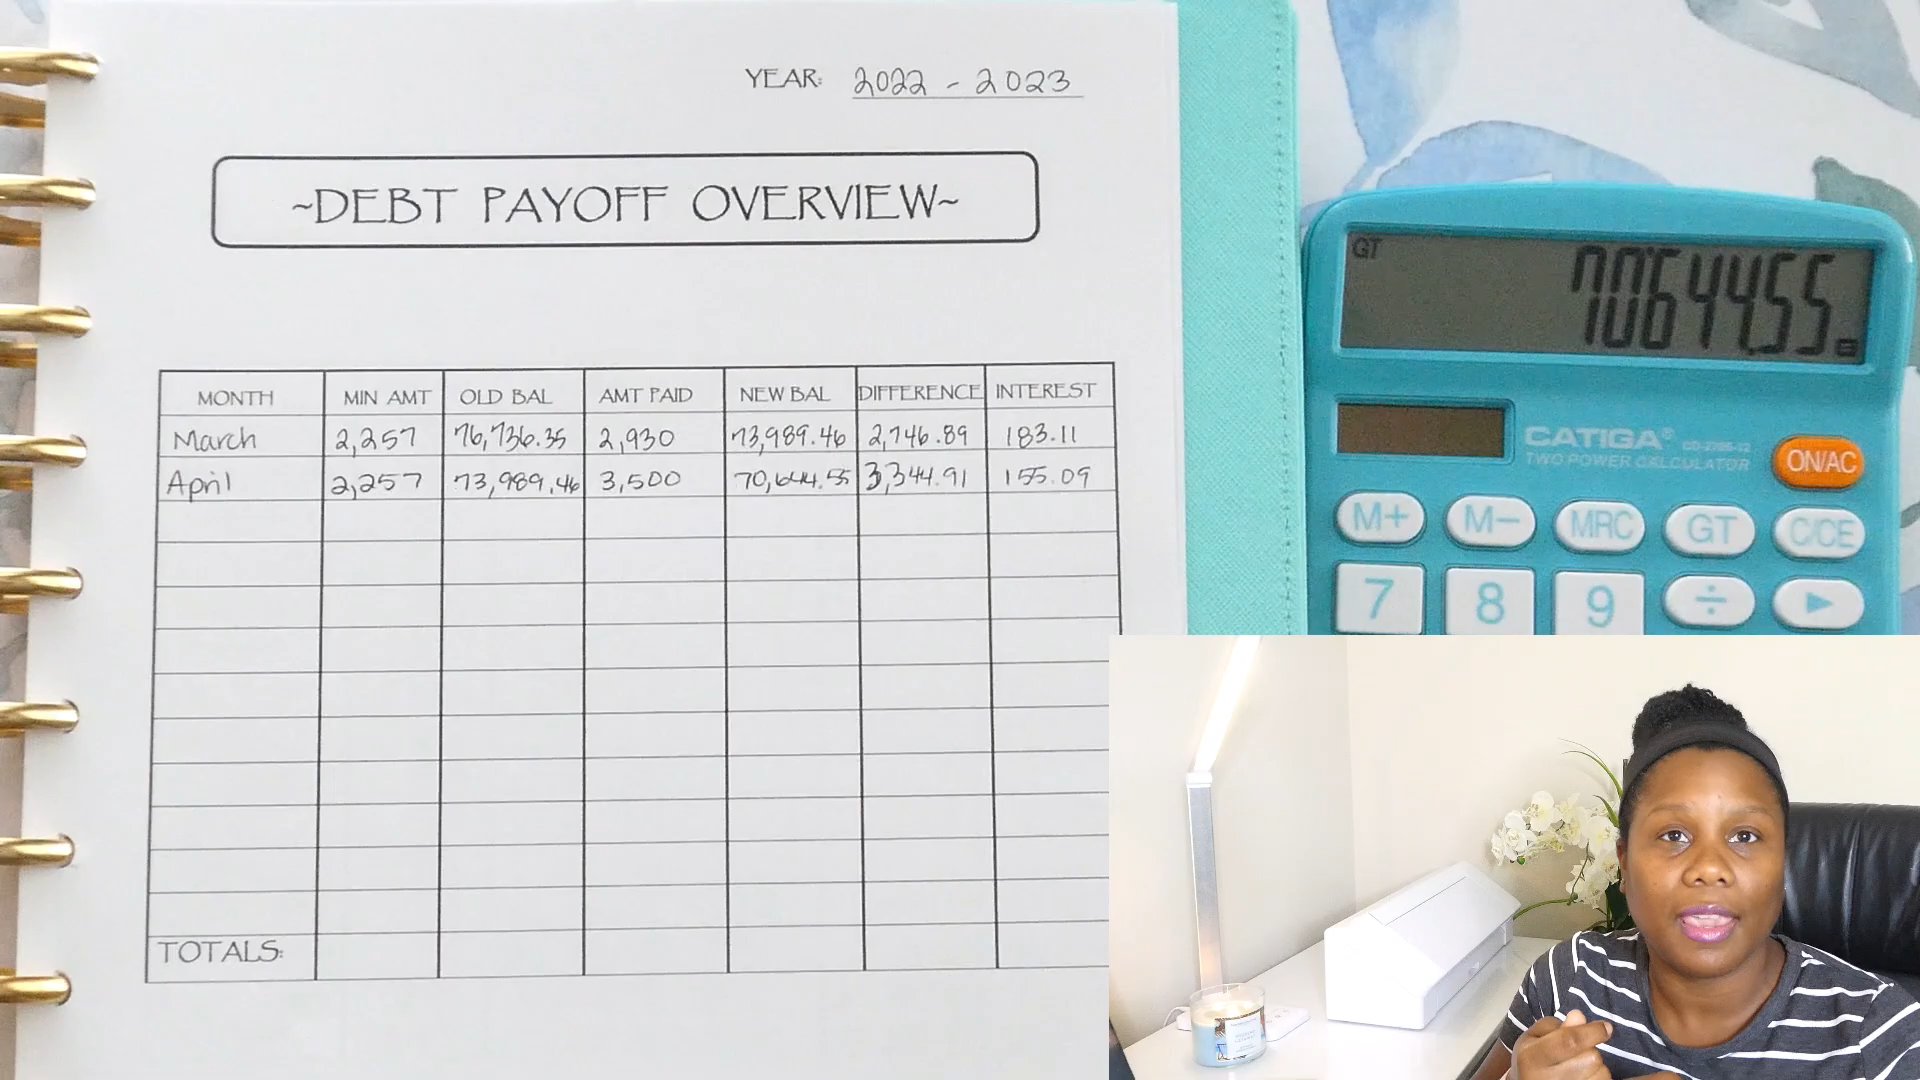 YEAR: 2022 - 2023
~DEBT PAYOFF OVERVIEW~
MONTH MIN AMT OLD BAL AMT PAID NEW BAL DIFFERENCE INTEREST
March 2,257 76,736.35 2,930 73,989.46 2,746.89 183.11
April 2,257 73,989.46 3,500 70,644.55 3,344.91 155.09
TOTALS:
GT
70'644.55
CATIGA®
TWO POWER CALCULATOR
ON/AC
M+ M− MRC GT C/CE
7 8 9 ÷ ▶